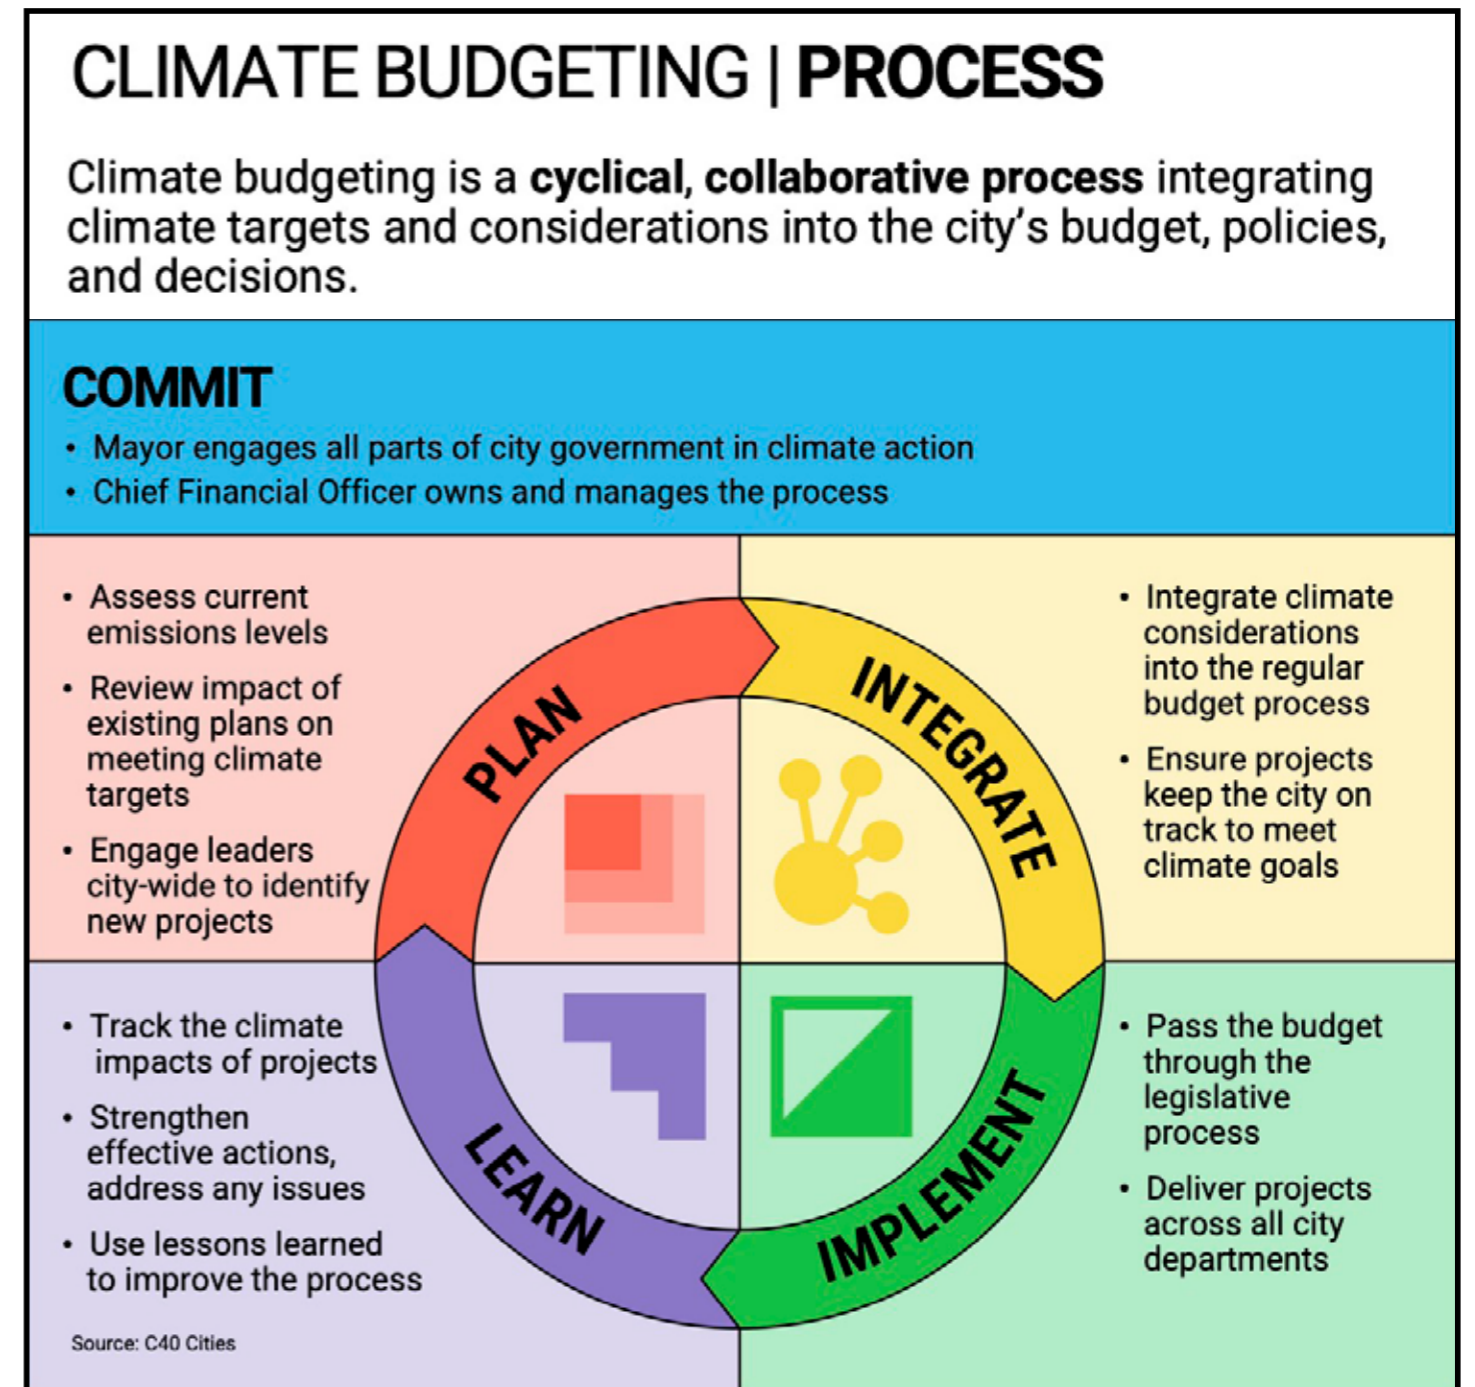 CLIMATE BUDGETING | PROCESS
Climate budgeting is a cyclical, collaborative process integrating
climate targets and considerations into the city's budget, policies,
and decisions.
COMMIT
• Mayor engages all parts of city government in climate action
• Chief Financial Officer owns and manages the process
• Assess current
emissions levels
• Review impact of
existing plans on
meeting climate
targets
• Engage leaders
city-wide to identify
new projects
PLAN
INTEGRATE
• Integrate climate
considerations
into the regular
budget process
• Ensure projects
keep the city on
track to meet
climate goals
• Track the climate
impacts of projects
• Strengthen
effective actions,
address any issues
• Use lessons learned
to improve the process
LEARN
IMPLEMENT
• Pass the budget
through the
legislative
process
• Deliver projects
across all city
departments
Source: C40 Cities